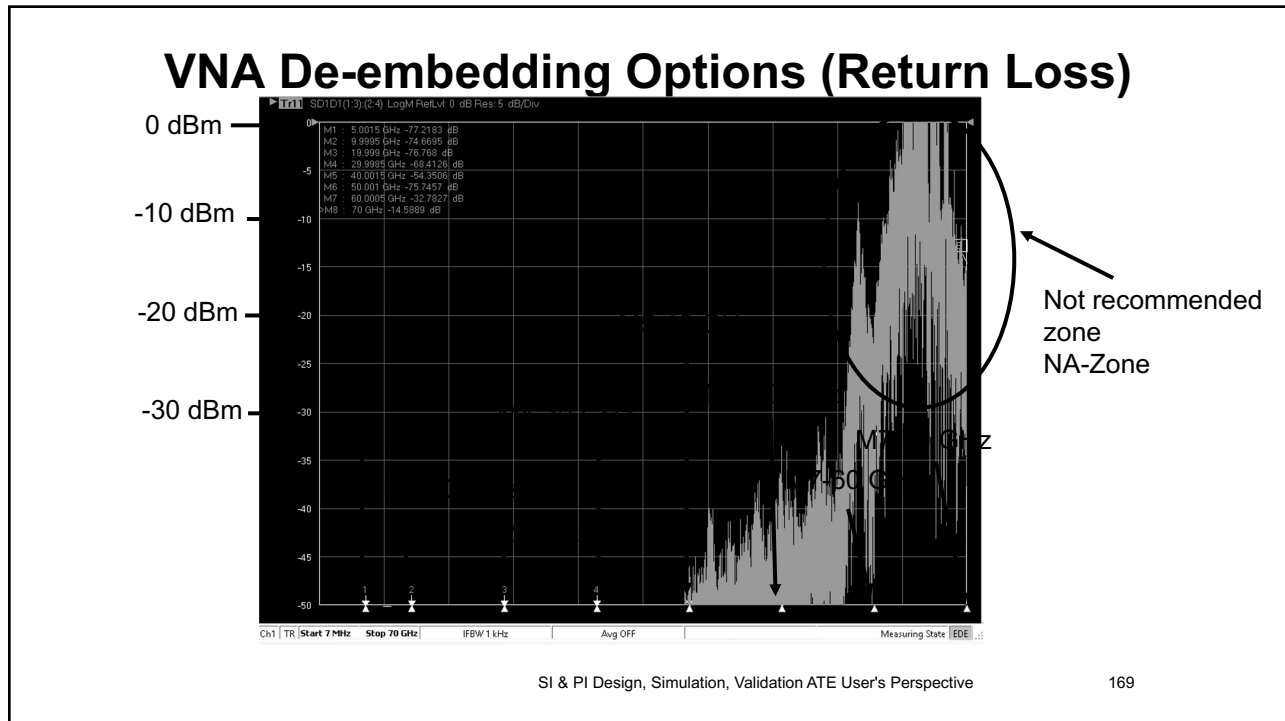 VNA De-embedding Options (Return Loss)
Tr11 SD1D1(1:3):(2:4) LogM RefLvl: 0 dB Res: 5 dB/Div
0 dBm
-10 dBm
-20 dBm
-30 dBm
0
-5
-10
-15
-20
-25
-30
-35
-40
-45
-50
M1 : 5.0015 GHz -77.2183 dB
M2 : 9.9995 GHz -74.6695 dB
M3 : 19.999 GHz -76.768 dB
M4 : 29.9985 GHz -68.4126 dB
M5 : 40.0015 GHz -54.3506 dB
M6 : 50.001 GHz -75.7457 dB
M7 : 60.0005 GHz -32.7827 dB
>M8 : 70 GHz -14.5889 dB
Not recommended
zone
NA-Zone
1 2 3 4
Ch1 TR Start 7 MHz Stop 70 GHz IFBW 1 kHz Avg OFF Measuring State EDE
SI & PI Design, Simulation, Validation ATE User's Perspective 169